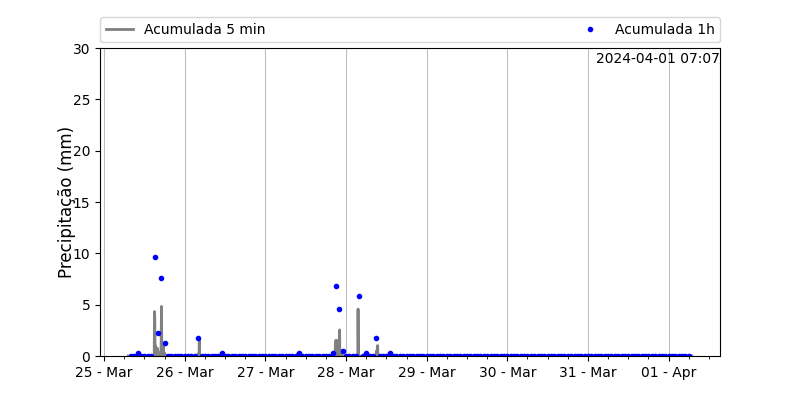 Acumulada 5 min
Acumulada 1h
2024-04-01 07:07
Precipitação (mm)
30
25
20
15
10
5
0
25 - Mar
26 - Mar
27 - Mar
28 - Mar
29 - Mar
30 - Mar
31 - Mar
01 - Apr